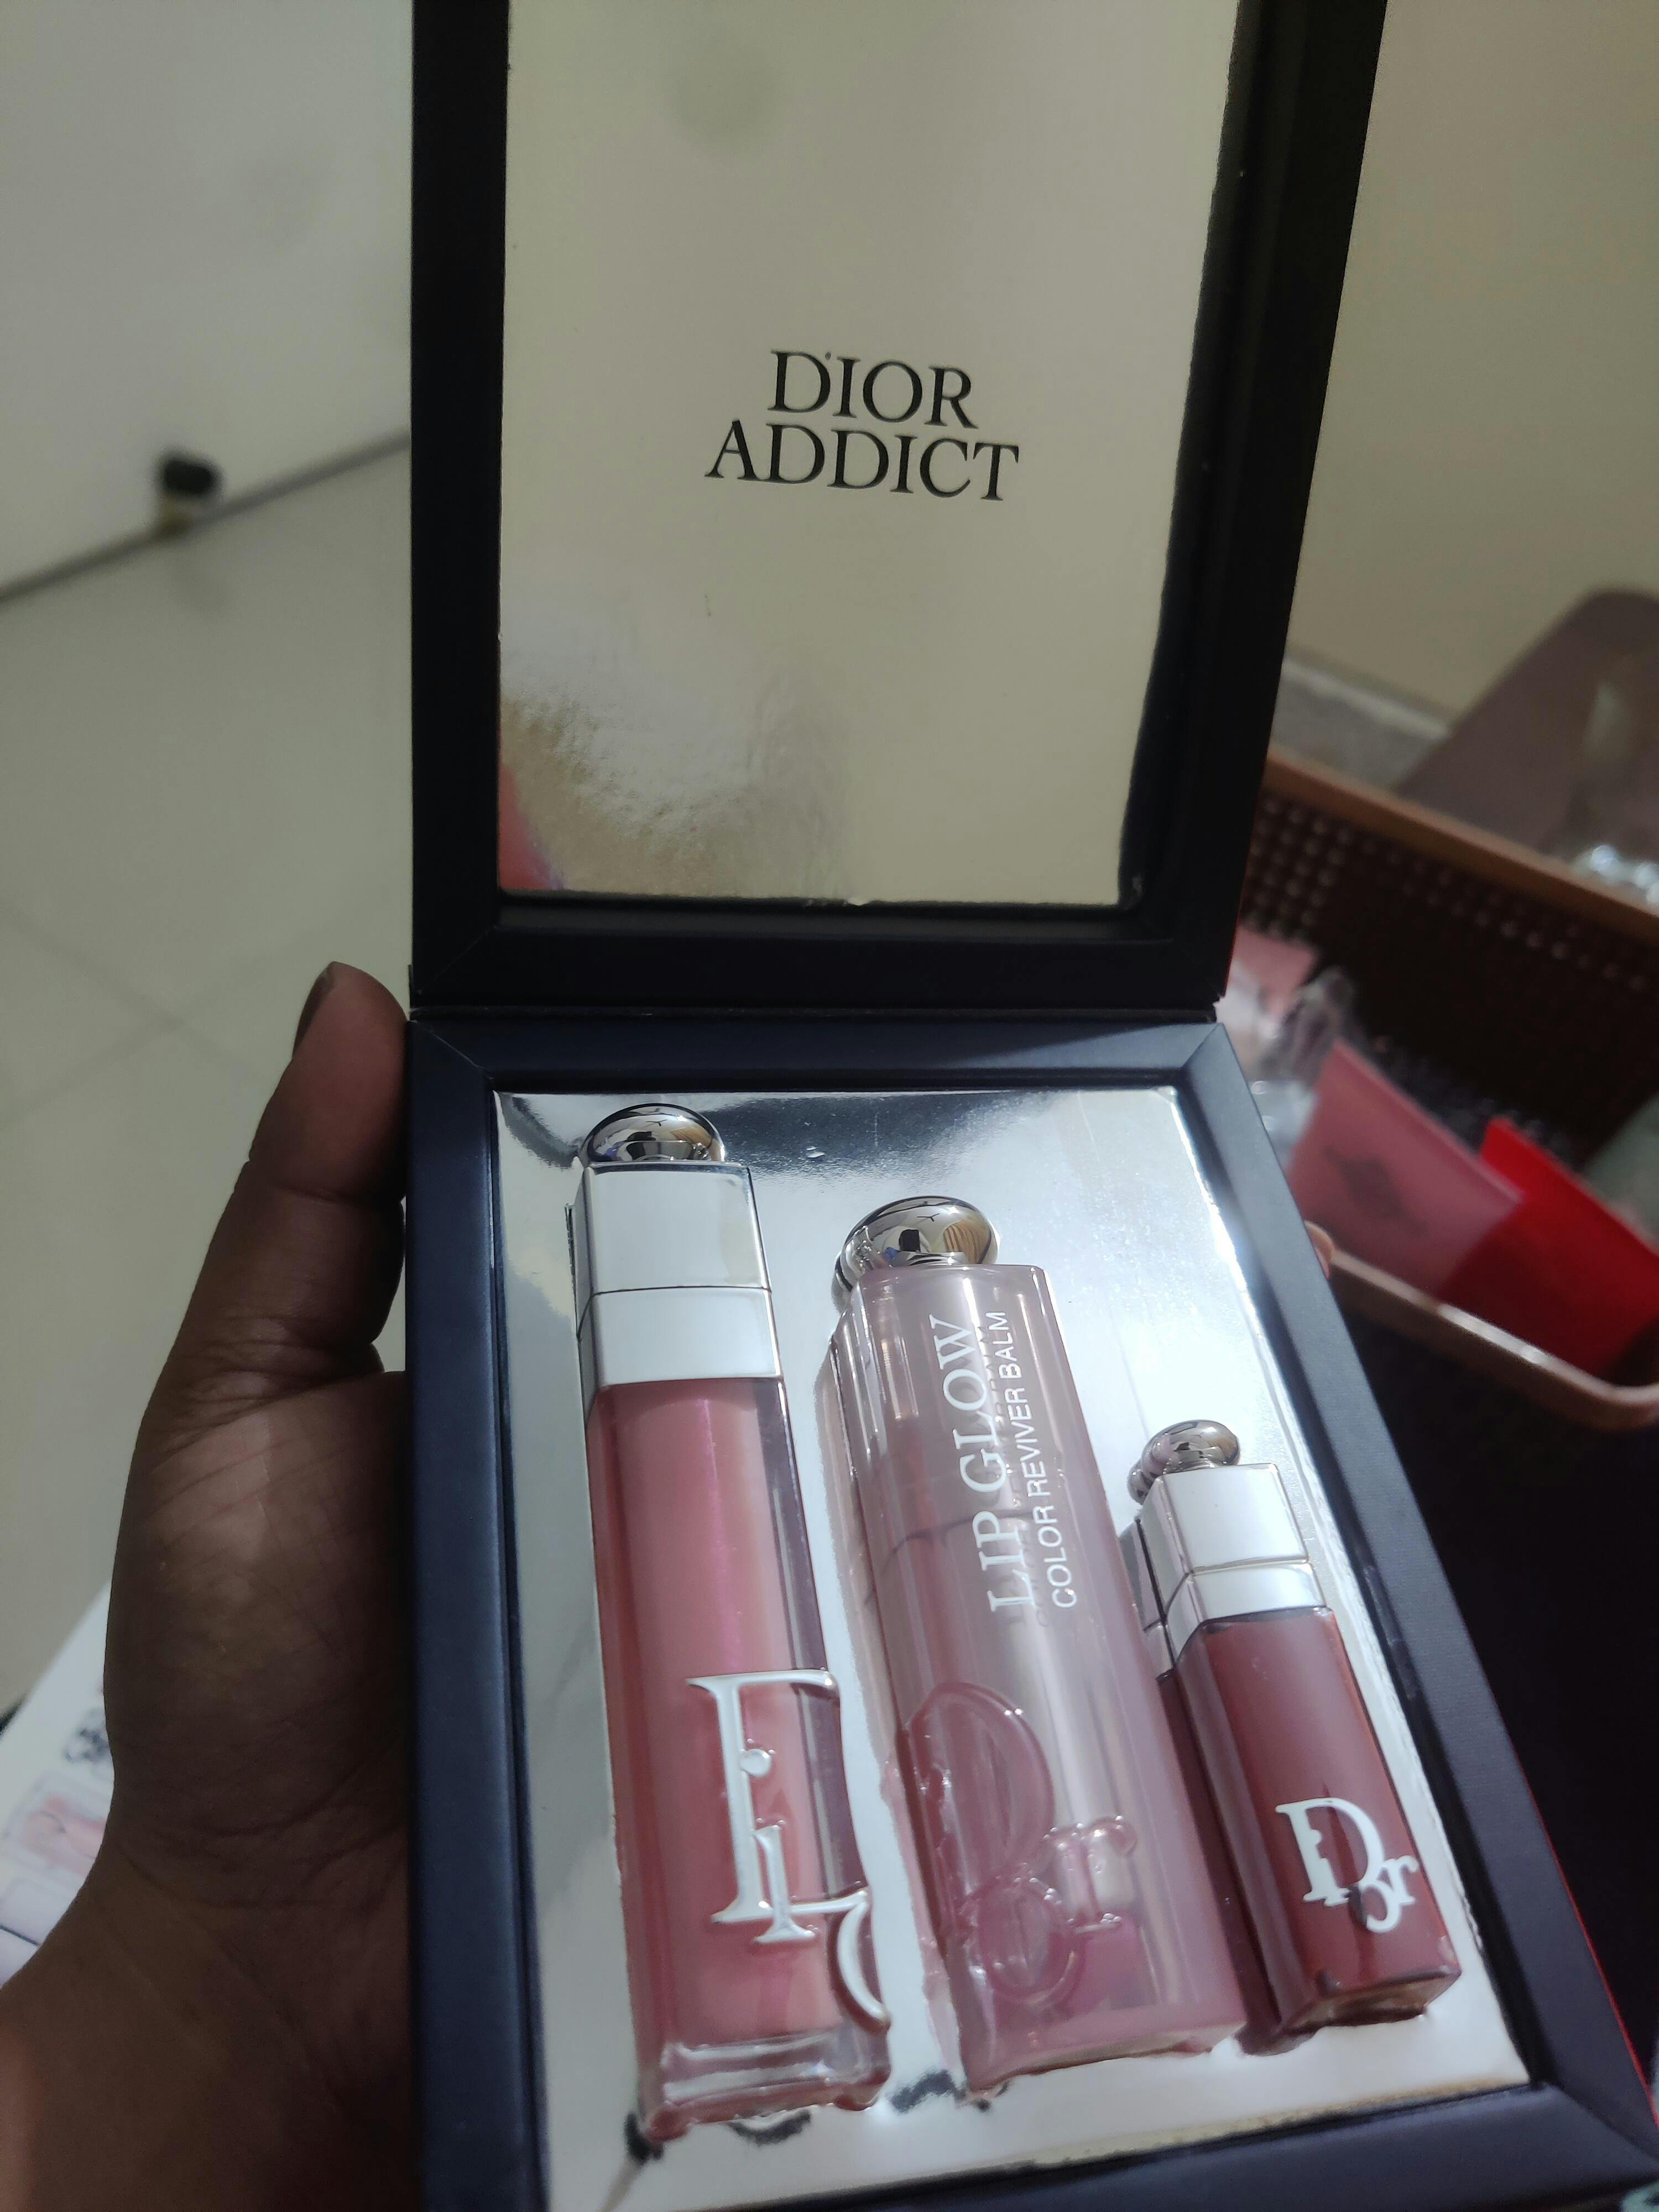 DIOR
ADDICT
LIP GLOW
COLOR REVIVER BALM
Dior
Dior
Dior